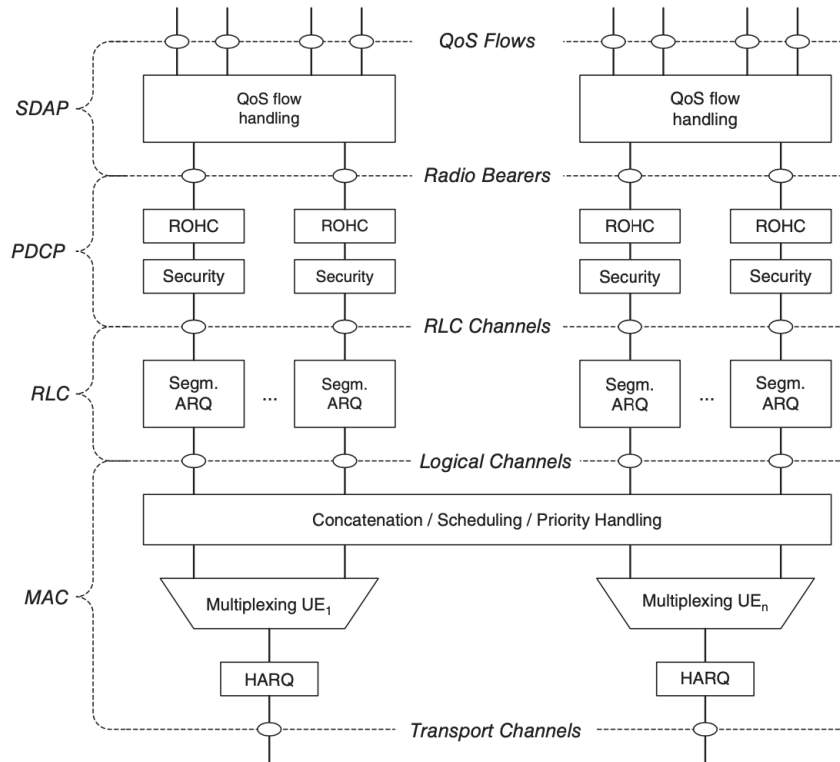 QoS Flows
SDAP
QoS flow
handling
QoS flow
handling
Radio Bearers
PDCP
ROHC
ROHC
ROHC
ROHC
Security
Security
Security
Security
RLC Channels
RLC
Segm.
ARQ
...
Segm.
ARQ
Segm.
ARQ
...
Segm.
ARQ
Logical Channels
MAC
Concatenation / Scheduling / Priority Handling
Multiplexing UE1
Multiplexing UEn
HARQ
HARQ
Transport Channels